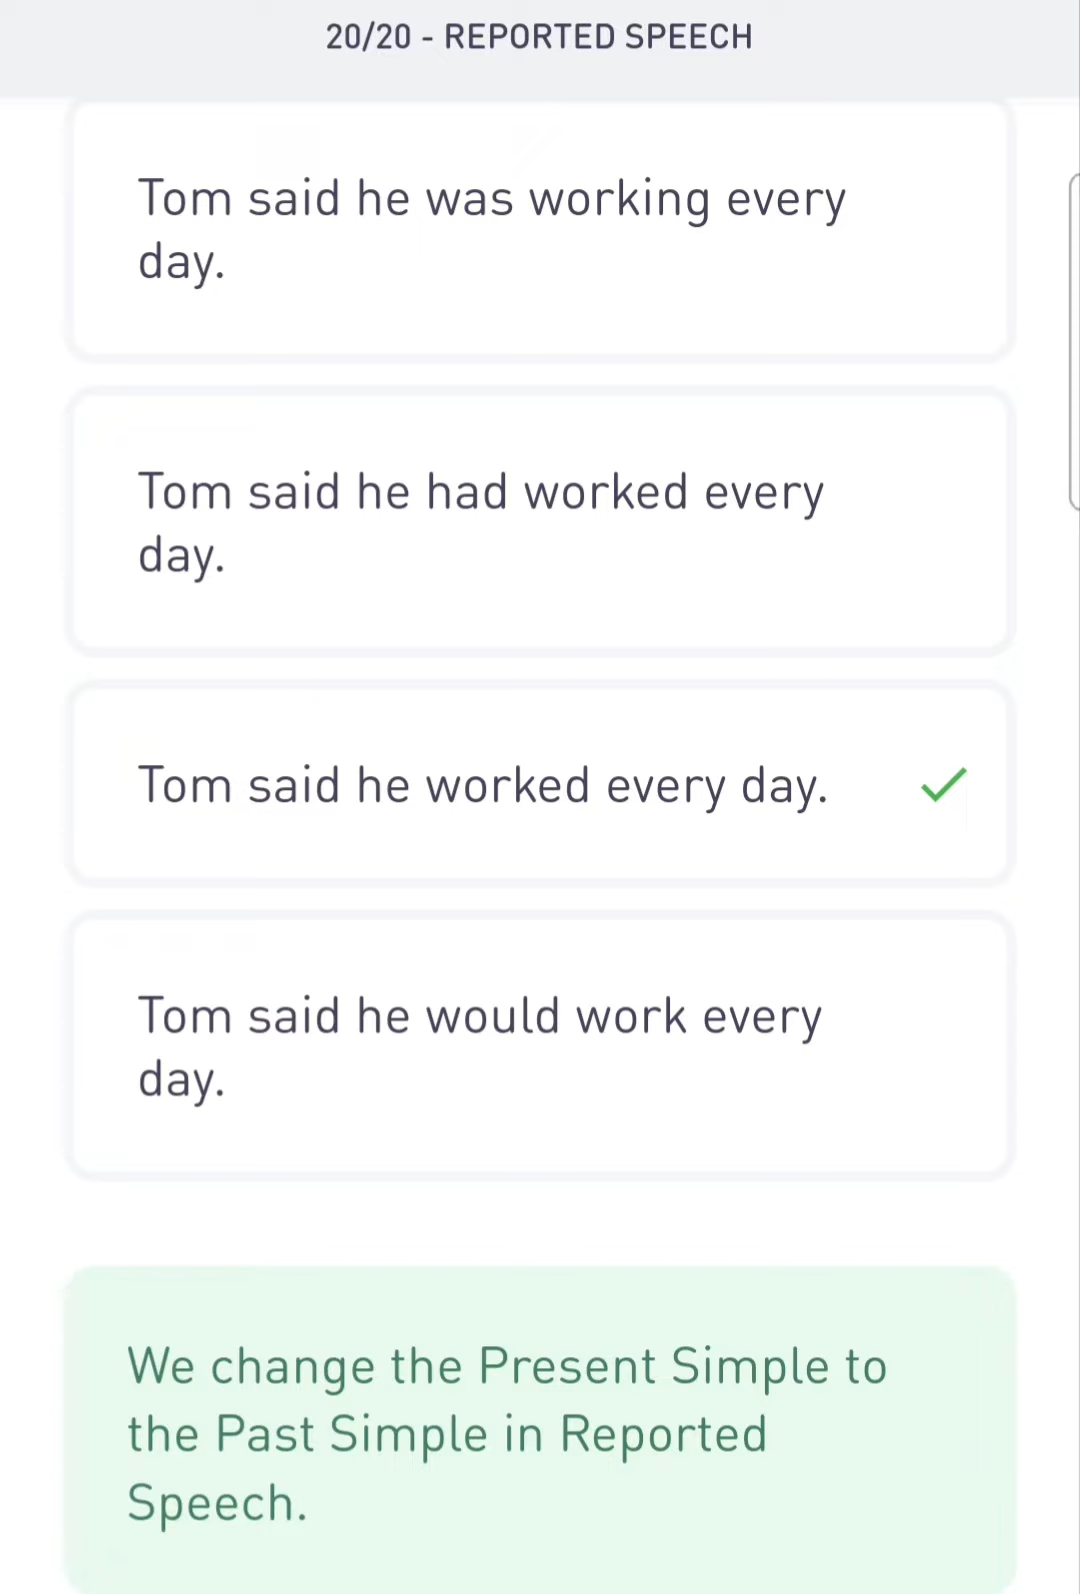 20/20 - REPORTED SPEECH
Tom said he was working every
day.
Tom said he had worked every
day.
Tom said he worked every day.
Tom said he would work every
day.
We change the Present Simple to
the Past Simple in Reported
Speech.